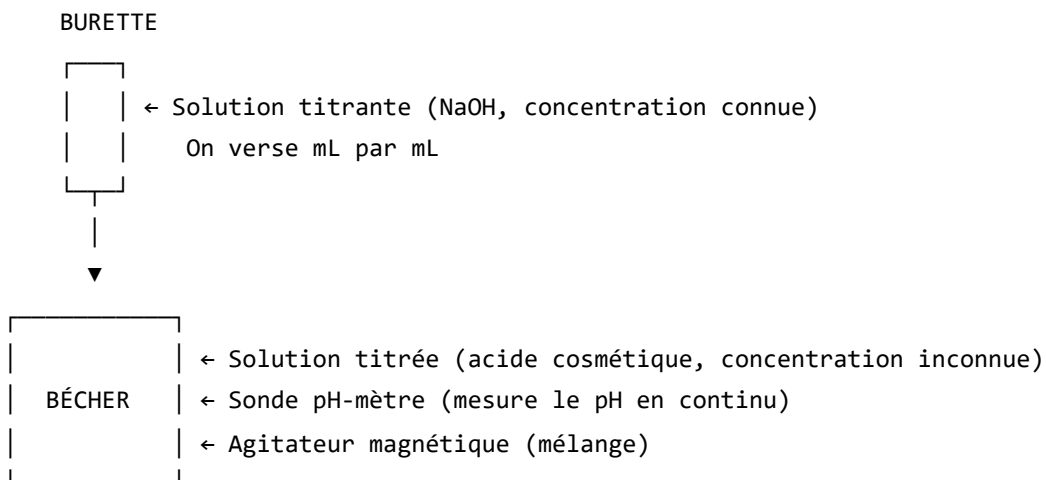 BURETTE
← Solution titrante (NaOH, concentration connue)
On verse mL par mL
← Solution titrée (acide cosmétique, concentration inconnue)
BÉCHER ← Sonde pH-mètre (mesure le pH en continu)
← Agitateur magnétique (mélange)